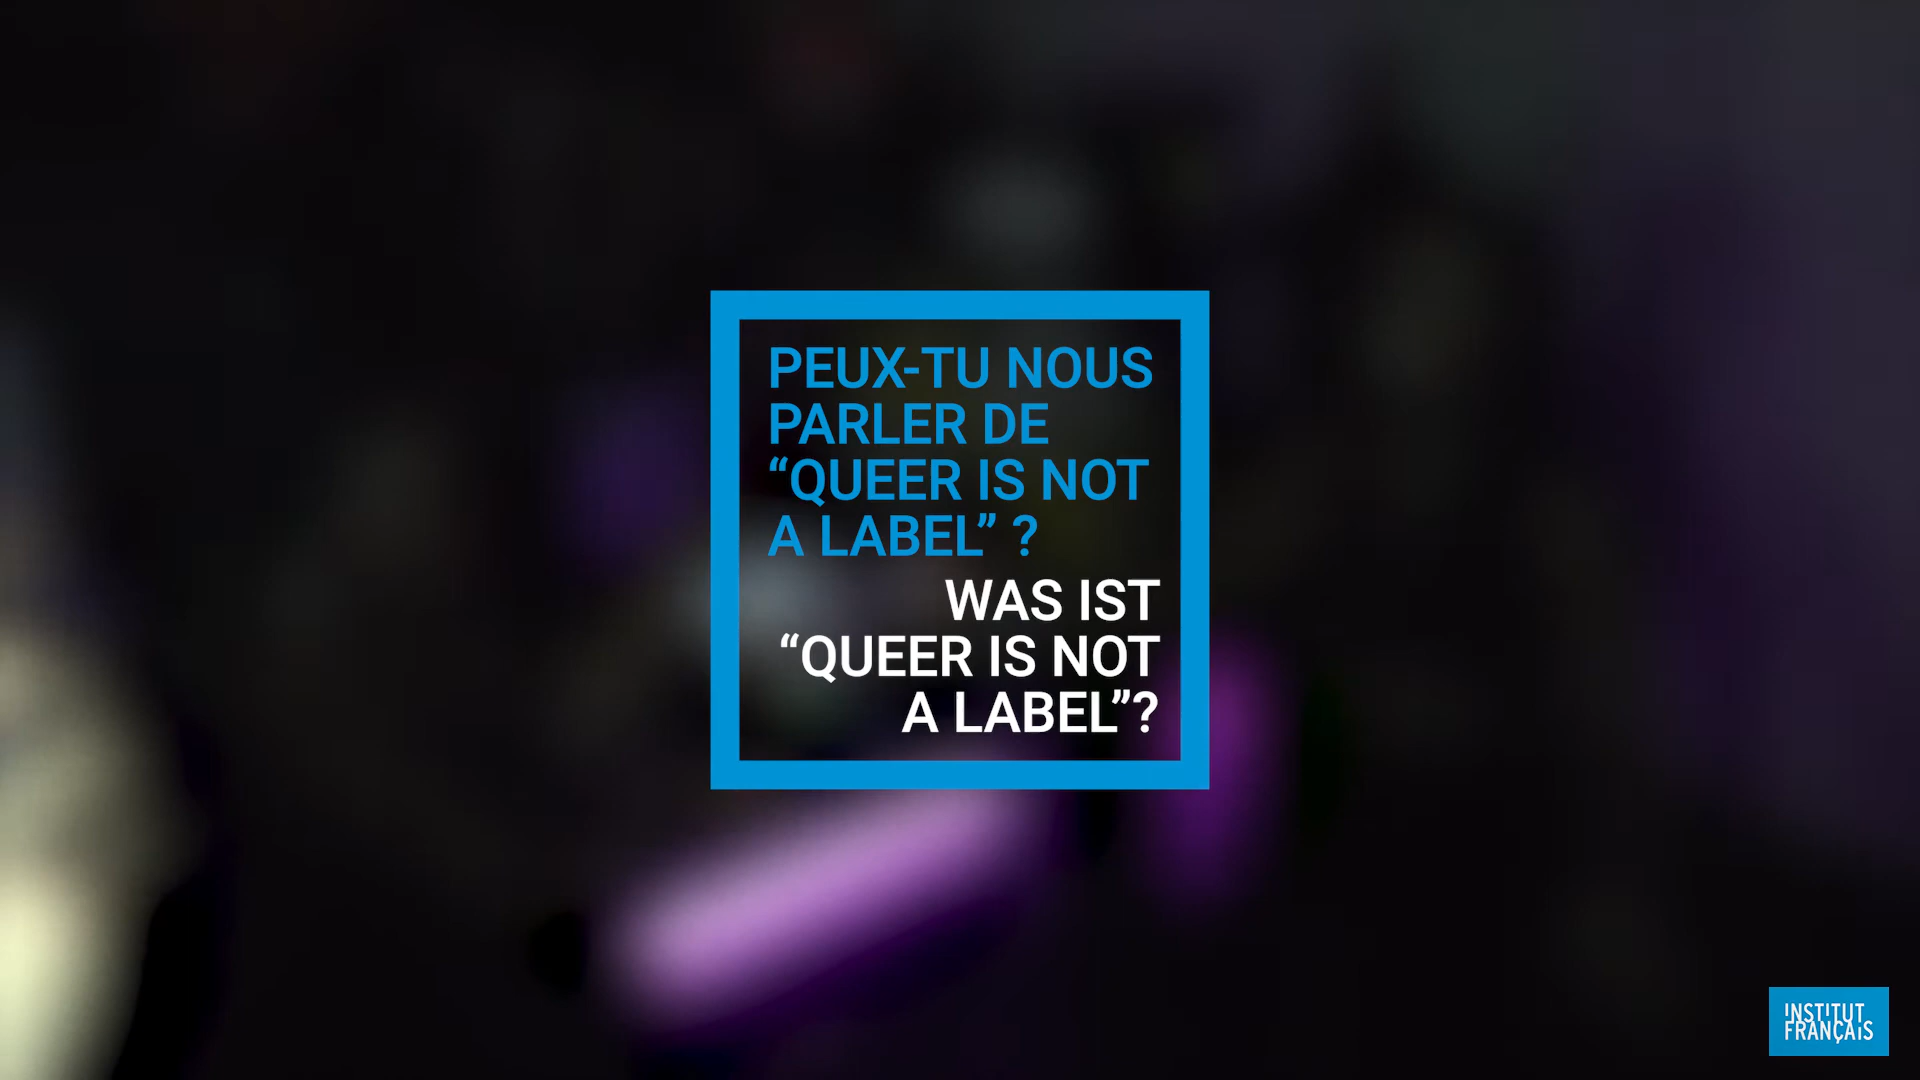 PEUX-TU NOUS
PARLER DE
“QUEER IS NOT
A LABEL” ?
WAS IST
“QUEER IS NOT
A LABEL”?
INSTITUT
FRANÇAIS